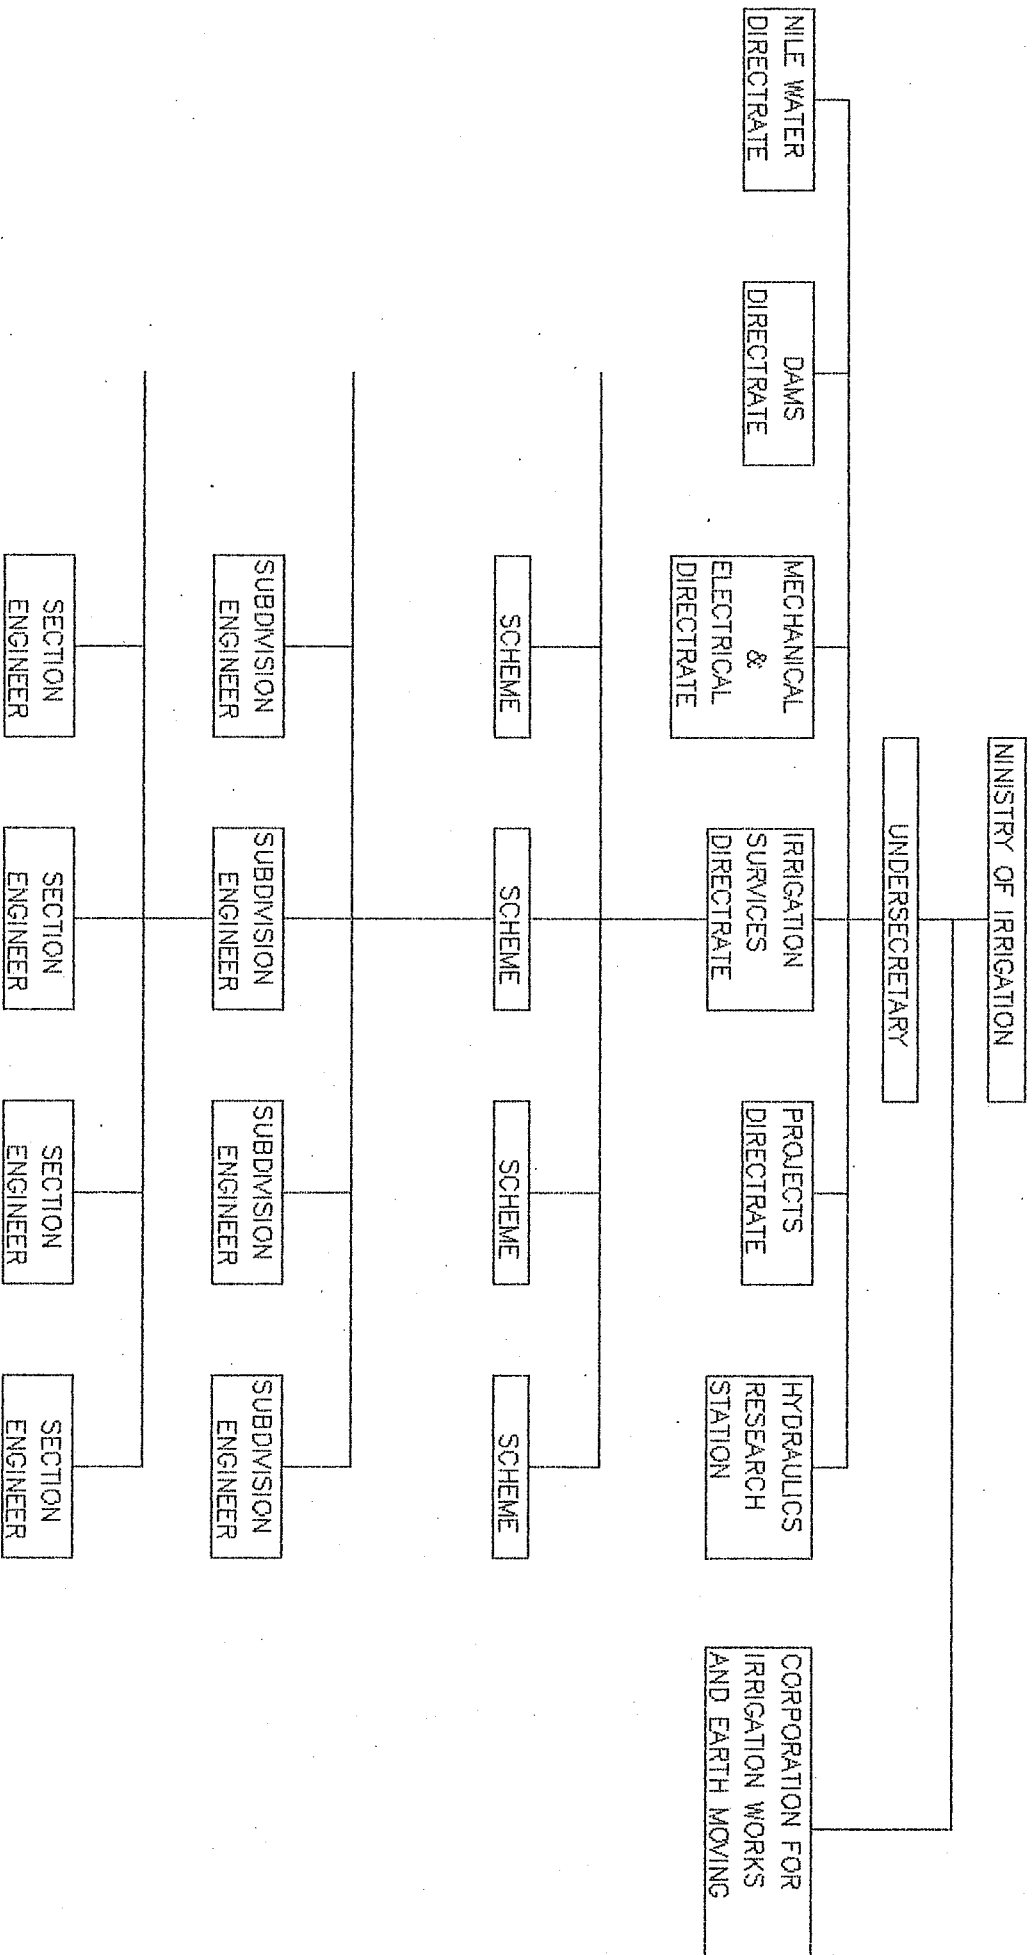 NINISTRY OF IRRIGATION
UNDERSECRETARY
NILE WATER
DIRECTRATE
DAMS
DIRECTRATE
MECHANICAL
&
ELECTRICAL
DIRECTRATE
IRRIGATION
SURVICES
DIRECTRATE
PROJECTS
DIRECTRATE
HYDRAULICS
RESEARCH
STATION
CORPORATION FOR
IRRIGATION WORKS
AND EARTH MOVING
SCHEME
SCHEME
SCHEME
SCHEME
SUBDIVISION
ENGINEER
SUBDIVISION
ENGINEER
SUBDIVISION
ENGINEER
SUBDIVISION
ENGINEER
SECTION
ENGINEER
SECTION
ENGINEER
SECTION
ENGINEER
SECTION
ENGINEER